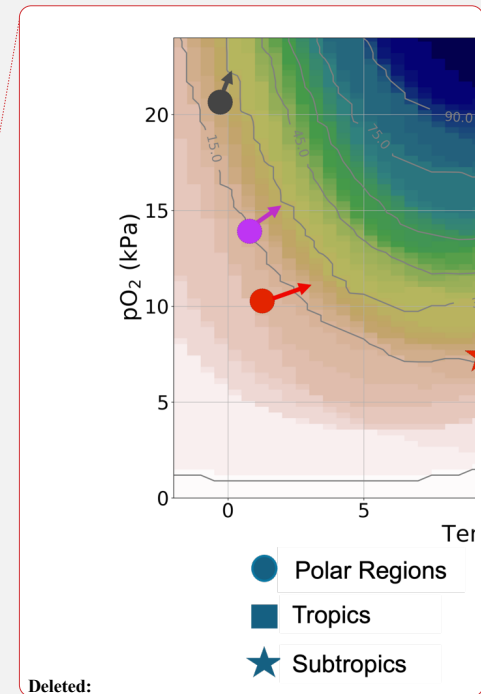 20
15
10
5
0
pO₂ (kPa)
15.0
45.0
75.0
90.0
0
5
Ter
Polar Regions
Tropics
Subtropics
Deleted: